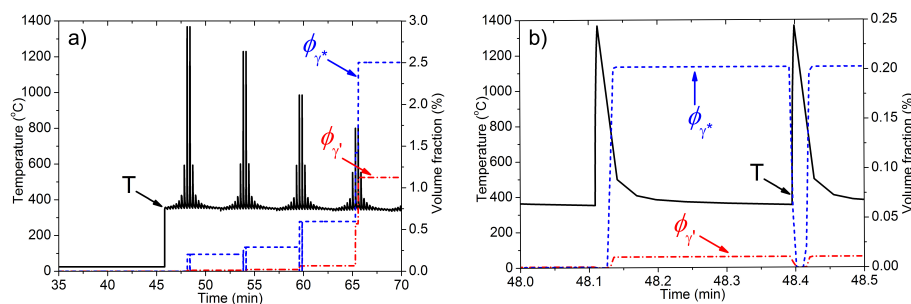 a)
1400
1200
1000
800
600
400
200
0
Temperature (°C)
35 40 45 50 55 60 65 70
Time (min)
3.0
2.5
2.0
1.5
1.0
0.5
0.0
Volume fraction (%)
T
ϕγ*
ϕγ'
b)
1400
1200
1000
800
600
400
200
0
Temperature (°C)
48.0 48.1 48.2 48.3 48.4 48.5
Time (min)
0.25
0.20
0.15
0.10
0.05
0.00
Volume fraction (%)
ϕγ*
T
ϕγ'